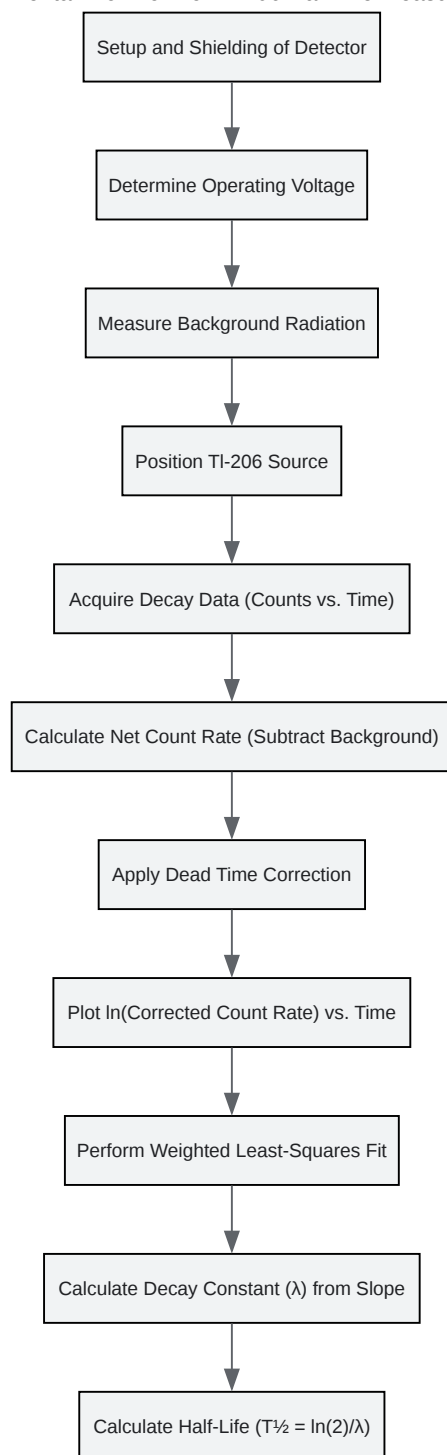 Setup and Shielding of Detector
Determine Operating Voltage
Measure Background Radiation
Position Tl-206 Source
Acquire Decay Data (Counts vs. Time)
Calculate Net Count Rate (Subtract Background)
Apply Dead Time Correction
Plot ln(Corrected Count Rate) vs. Time
Perform Weighted Least-Squares Fit
Calculate Decay Constant (λ) from Slope
Calculate Half-Life (T½ = ln(2)/λ)